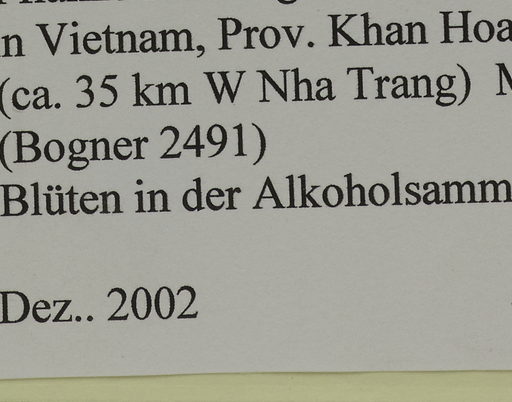 n Vietnam, Prov. Khan Hoa
(ca. 35 km W Nha Trang)
(Bogner 2491)
Blüten in der Alkoholsamm
Dez.. 2002